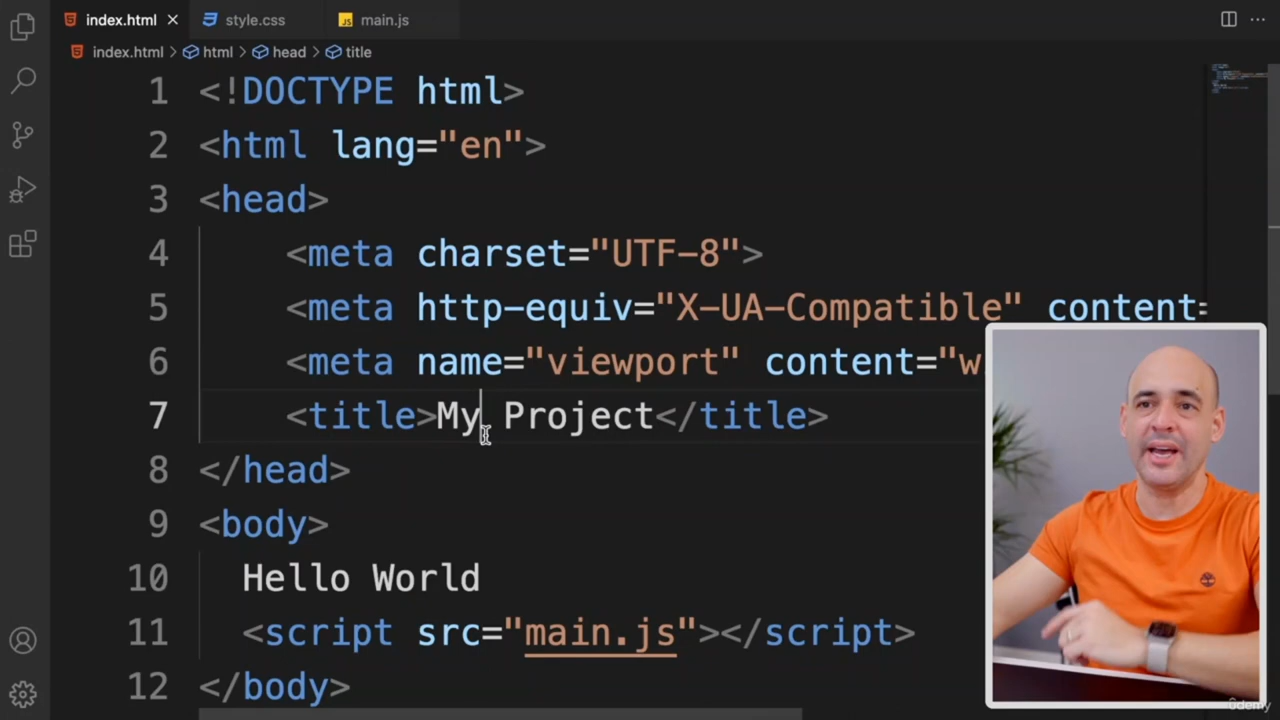 index.html × style.css main.js
index.html > html > head > title
1 <!DOCTYPE html>
2 <html lang="en">
3 <head>
4 <meta charset="UTF-8">
5 <meta http-equiv="X-UA-Compatible" content=
6 <meta name="viewport" content="w
7 <title>My Project</title>
8 </head>
9 <body>
10 Hello World
11 <script src="main.js"></script>
12 </body>
ûdemy